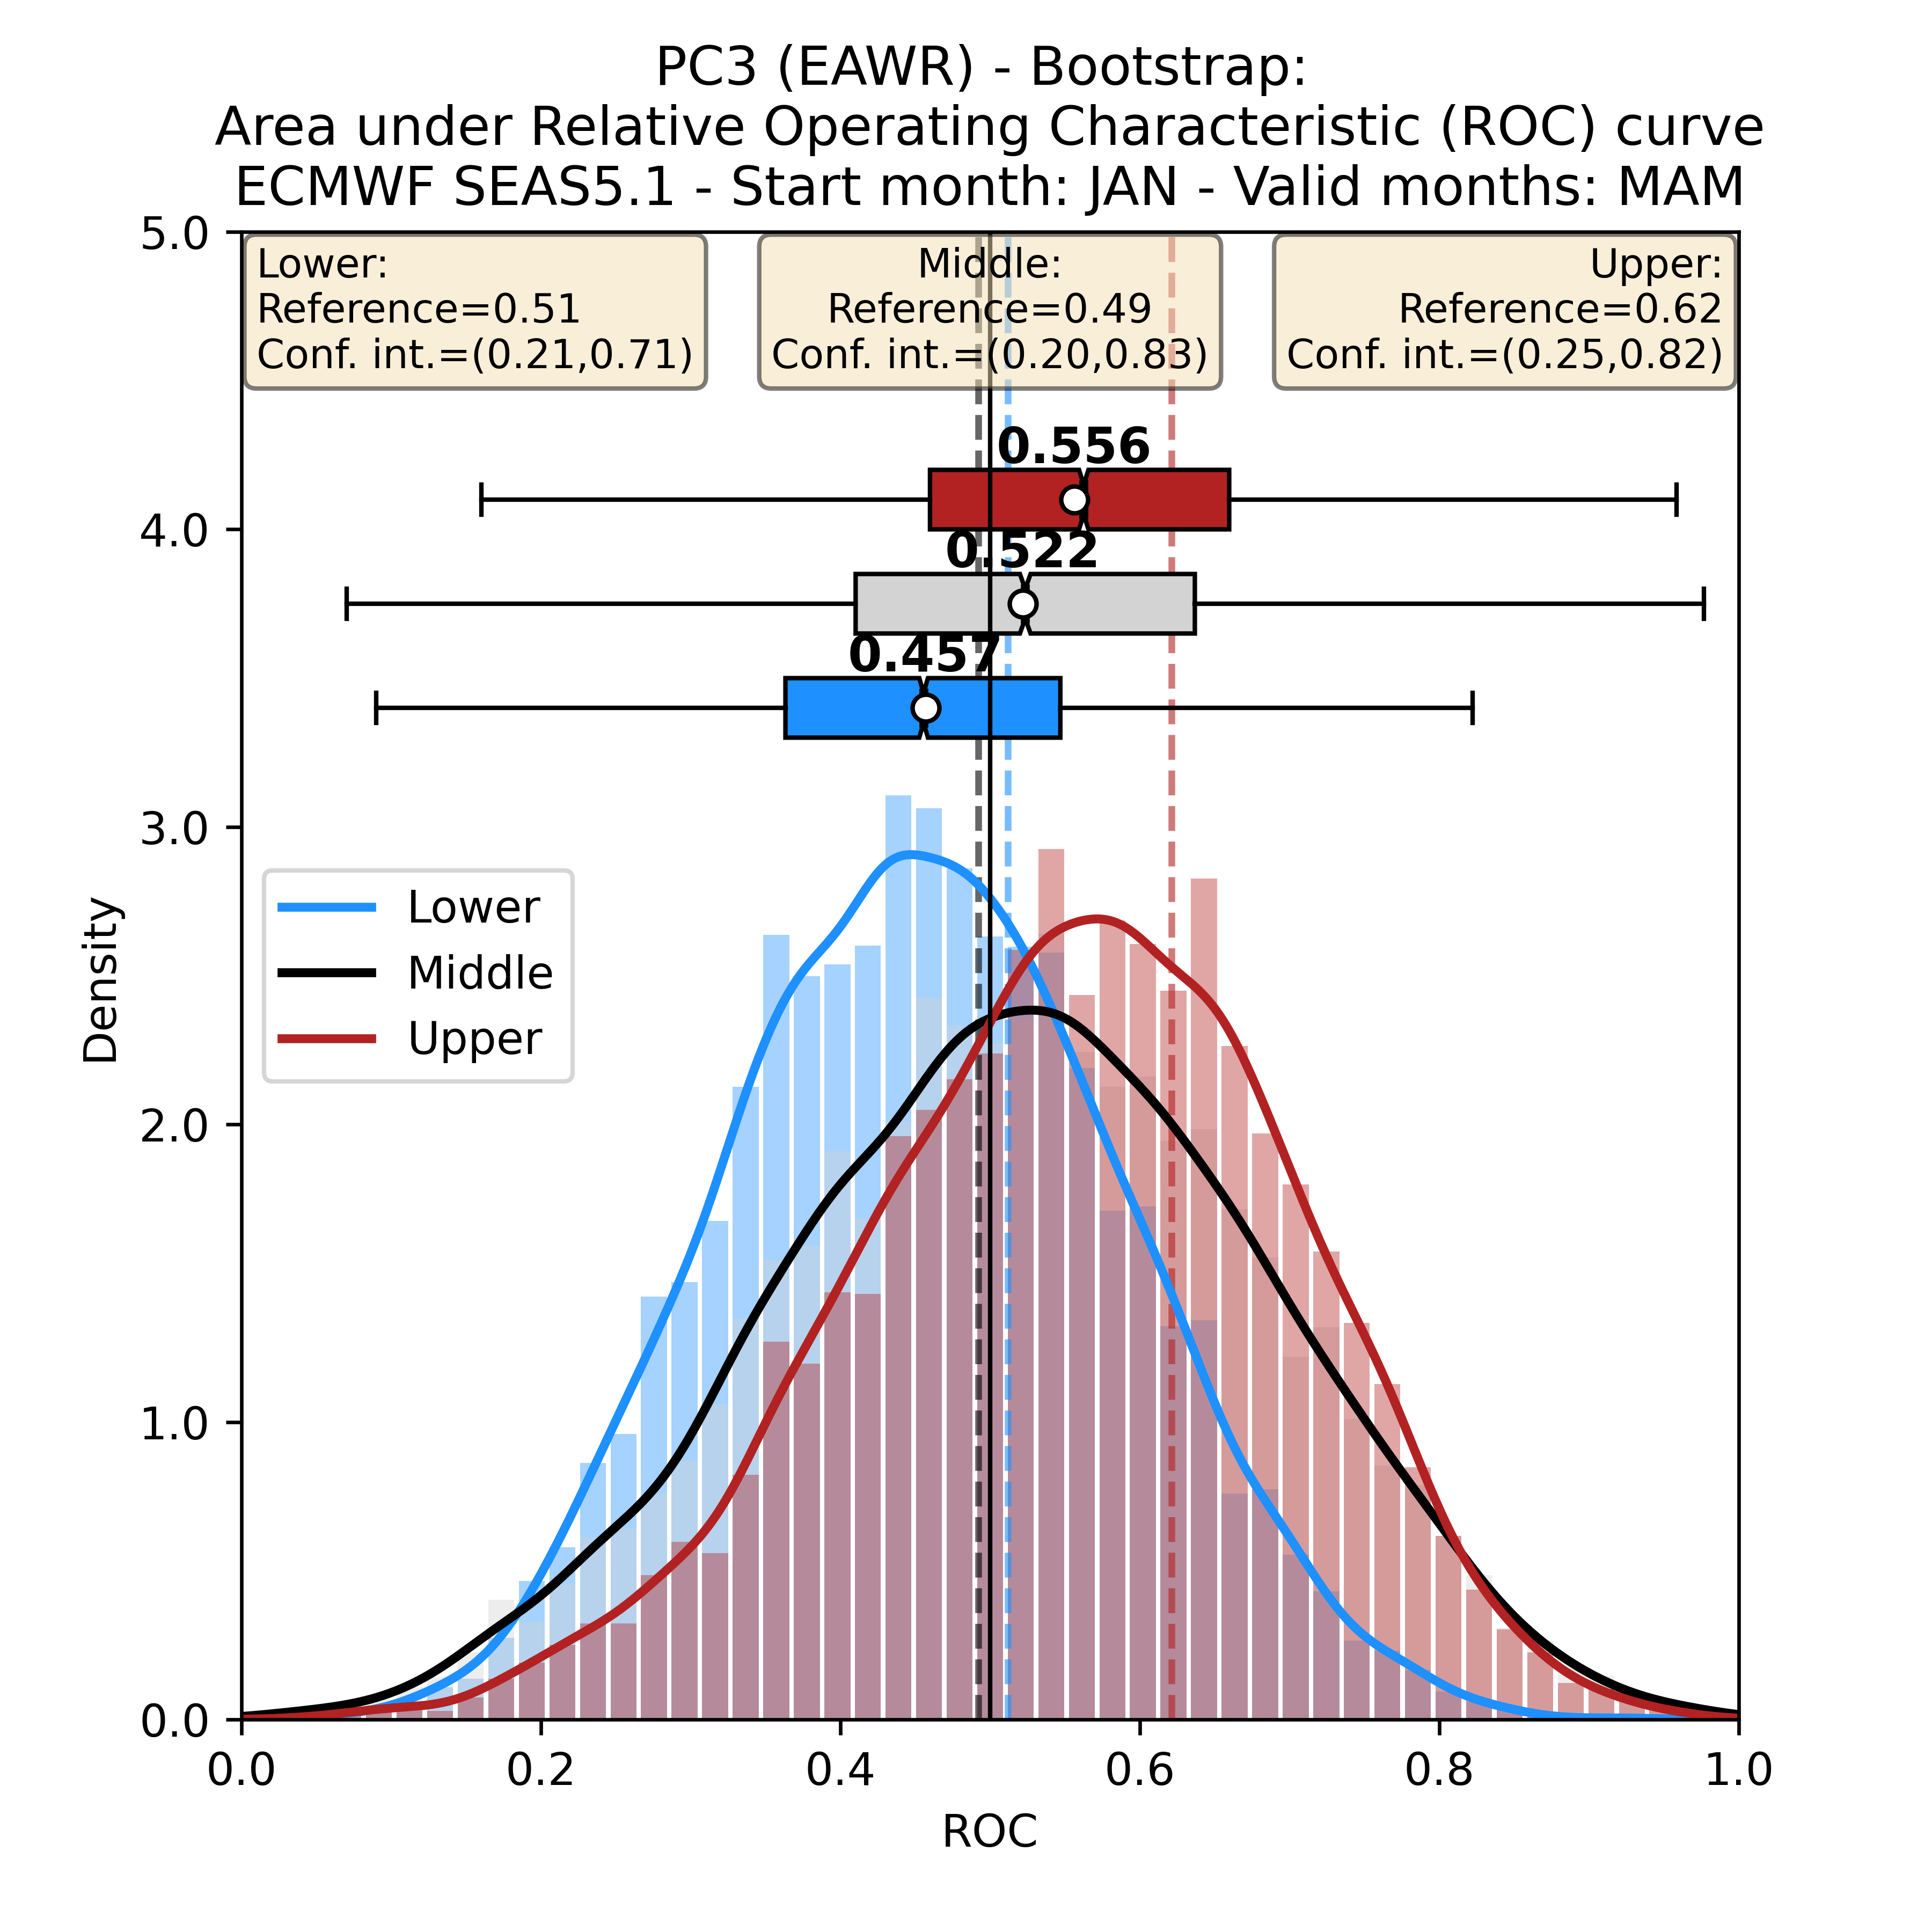 PC3 (EAWR) - Bootstrap:
Area under Relative Operating Characteristic (ROC) curve
ECMWF SEAS5.1 - Start month: JAN - Valid months: MAM
Lower:
Reference=0.51
Conf. int.=(0.21,0.71)
Middle:
Reference=0.49
Conf. int.=(0.20,0.83)
Upper:
Reference=0.62
Conf. int.=(0.25,0.82)
0.556
0.522
0.457
Lower
Middle
Upper
Density
5.0
4.0
3.0
2.0
1.0
0.0
0.0 0.2 0.4 0.6 0.8 1.0
ROC